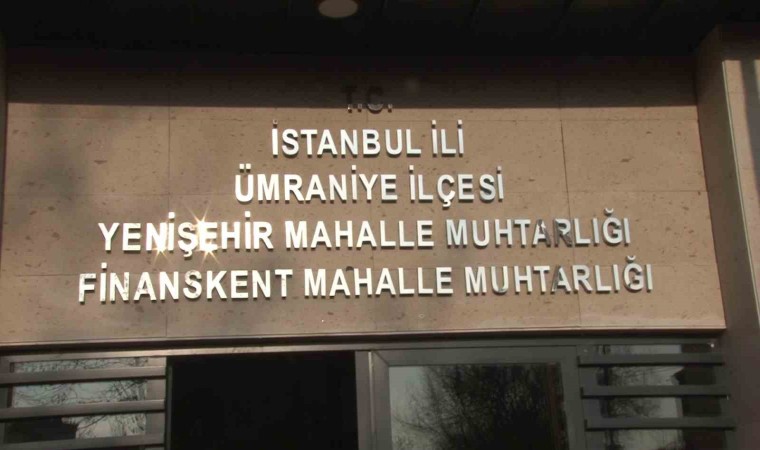 T.C.
İSTANBUL İLİ
ÜMRANİYE İLÇESİ
YENİŞEHİR MAHALLE MUHTARLIĞI
FİNANSKENT MAHALLE MUHTARLIĞI